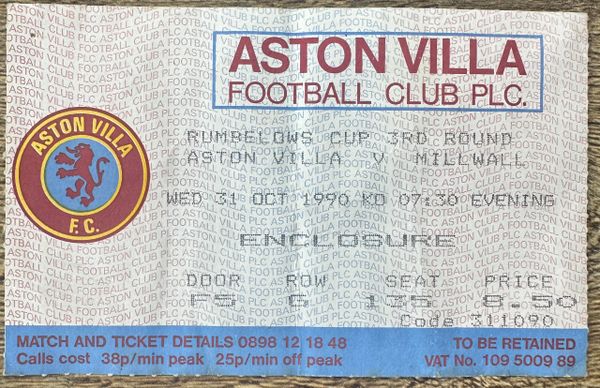 ASTON VILLA
FOOTBALL CLUB PLC.
ASTON VILLA
F.C.
RUMBELOWS CUP 3RD ROUND
ASTON VILLA V MILLWALL
WED 31 OCT 1990 KO 07:30 EVENING
ENCLOSURE
DOOR ROW SEAT PRICE
FS G 135 8.50
Code 311090
MATCH AND TICKET DETAILS 0898 12 18 48
Calls cost 38p/min peak 25p/min off peak
TO BE RETAINED
VAT No. 109 5009 89